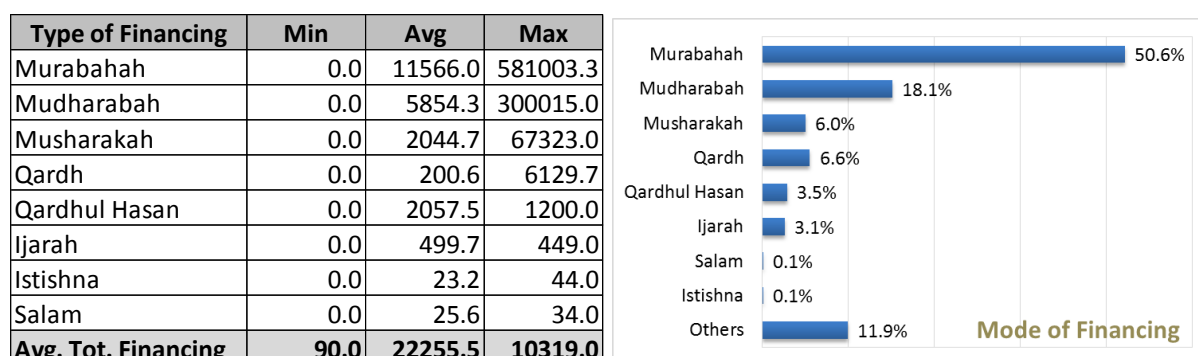 Type of Financing Min Avg Max
Murabahah 0.0 11566.0 581003.3
Mudharabah 0.0 5854.3 300015.0
Musharakah 0.0 2044.7 67323.0
Qardh 0.0 200.6 6129.7
Qardhul Hasan 0.0 2057.5 1200.0
Ijarah 0.0 499.7 449.0
Istishna 0.0 23.2 44.0
Salam 0.0 25.6 34.0
Avg. Tot. Financing 90.0 22255.5 10319.0
Murabahah 50.6%
Mudharabah 18.1%
Musharakah 6.0%
Qardh 6.6%
Qardhul Hasan 3.5%
Ijarah 3.1%
Salam 0.1%
Istishna 0.1%
Others 11.9%
Mode of Financing